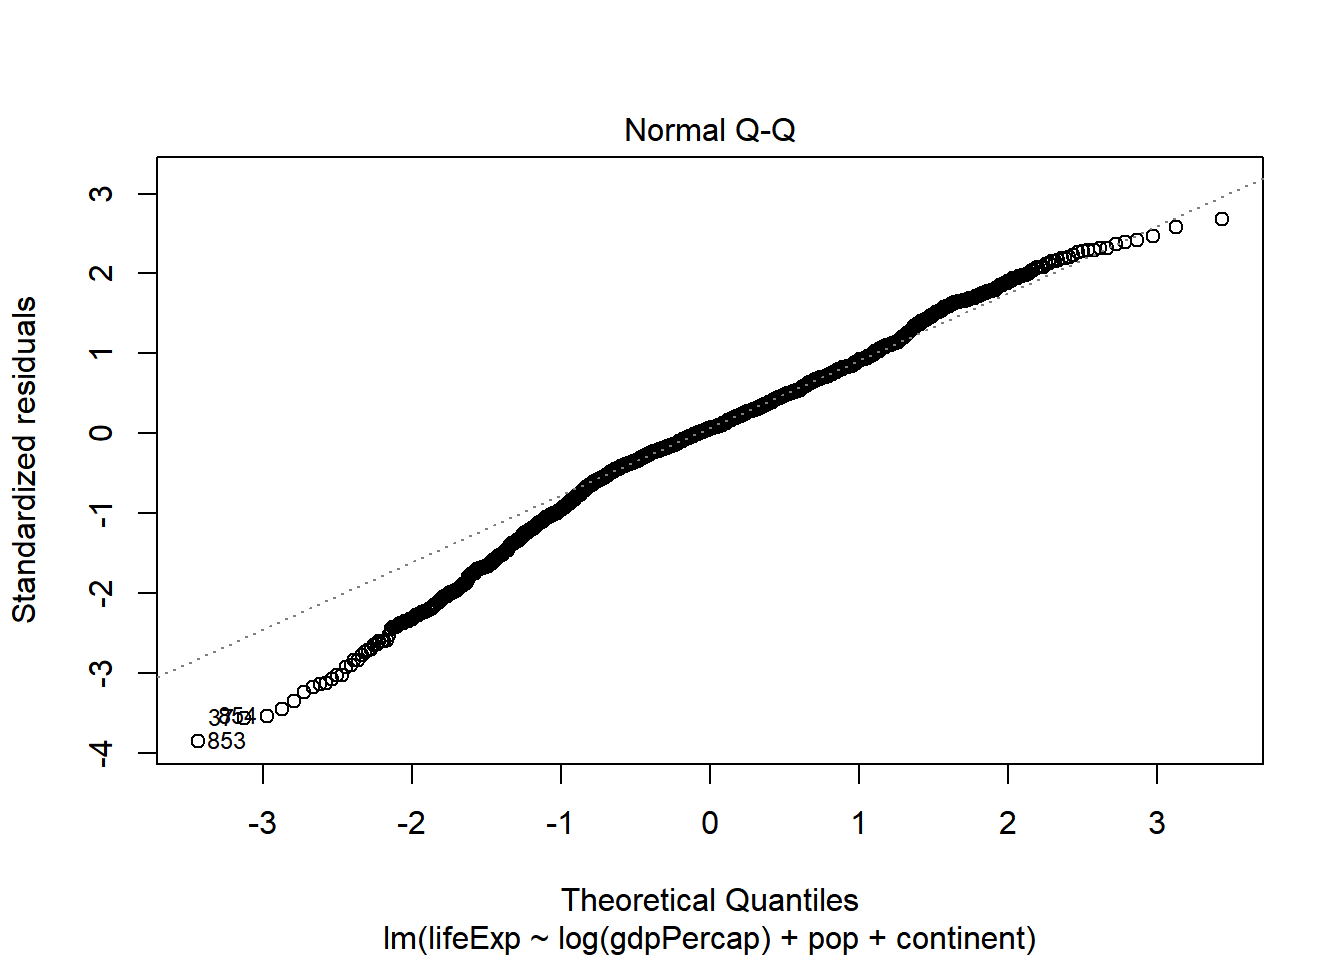 Normal Q-Q
Standardized residuals
3
2
1
0
-1
-2
-3
-4
854
853
-3 -2 -1 0 1 2 3
Theoretical Quantiles
lm(lifeExp ~ log(gdpPercap) + pop + continent)